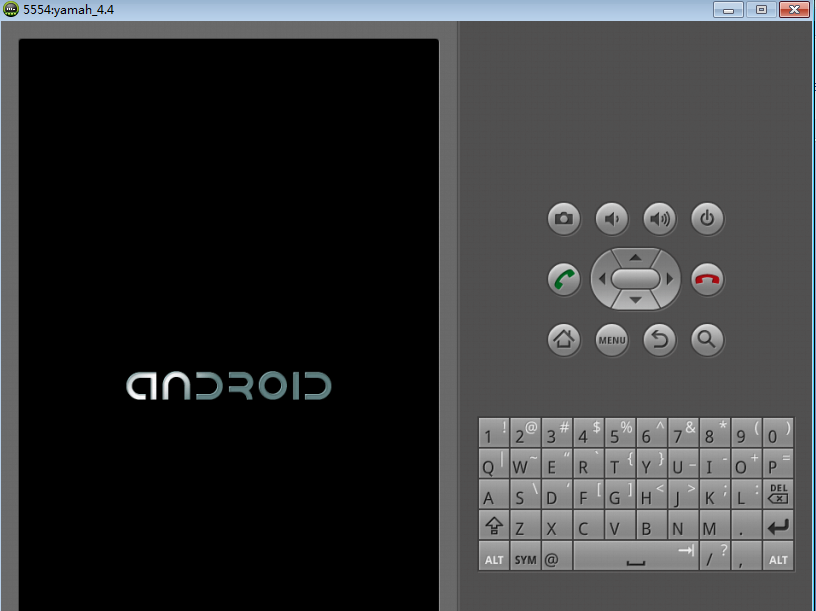 5554:yamah_4.4
ANDROID
MENU
1 ! 2 @ 3 # 4 $ 5 % 6 ^ 7 & 8 * 9 ( 0 )
Q | W ~ E “ R ` T { Y } U _ I - O + P =
A S \ D ' F [ G ] H < J > K ; L : DEL
Z X C V B N M .
ALT SYM @ / ? , ALT